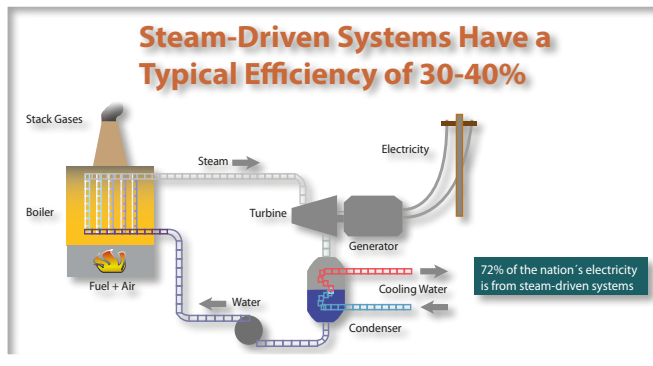 Steam-Driven Systems Have a
Typical Efficiency of 30-40%
Stack Gases
Steam
Electricity
Boiler
Turbine
Generator
Fuel + Air
Water
Cooling Water
Condenser
72% of the nation´s electricity
is from steam-driven systems